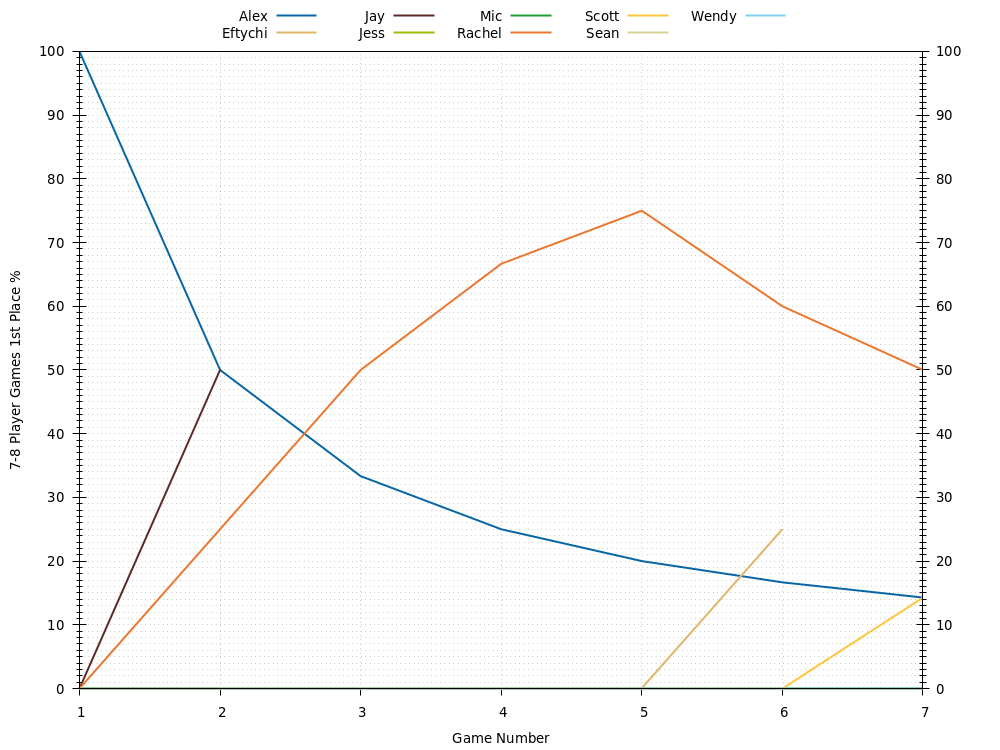 Alex Jay Mic Scott Wendy
Eftychi Jess Rachel Sean
100 100
90 90
80 80
70 70
60 60
50 50
40 40
30 30
20 20
10 10
0 0
1 2 3 4 5 6 7
7-8 Player Games 1st Place %
Game Number